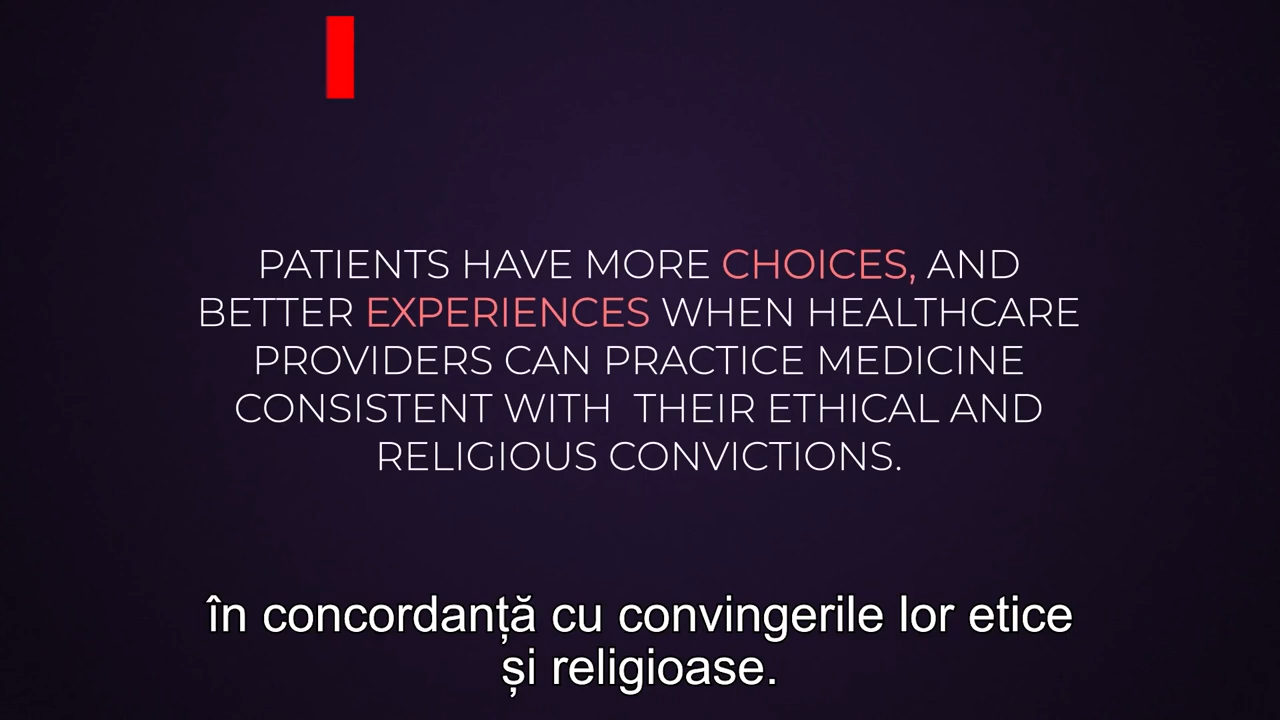 PATIENTS HAVE MORE CHOICES, AND
BETTER EXPERIENCES WHEN HEALTHCARE
PROVIDERS CAN PRACTICE MEDICINE
CONSISTENT WITH  THEIR ETHICAL AND
RELIGIOUS CONVICTIONS.
în concordanță cu convingerile lor etice
și religioase.